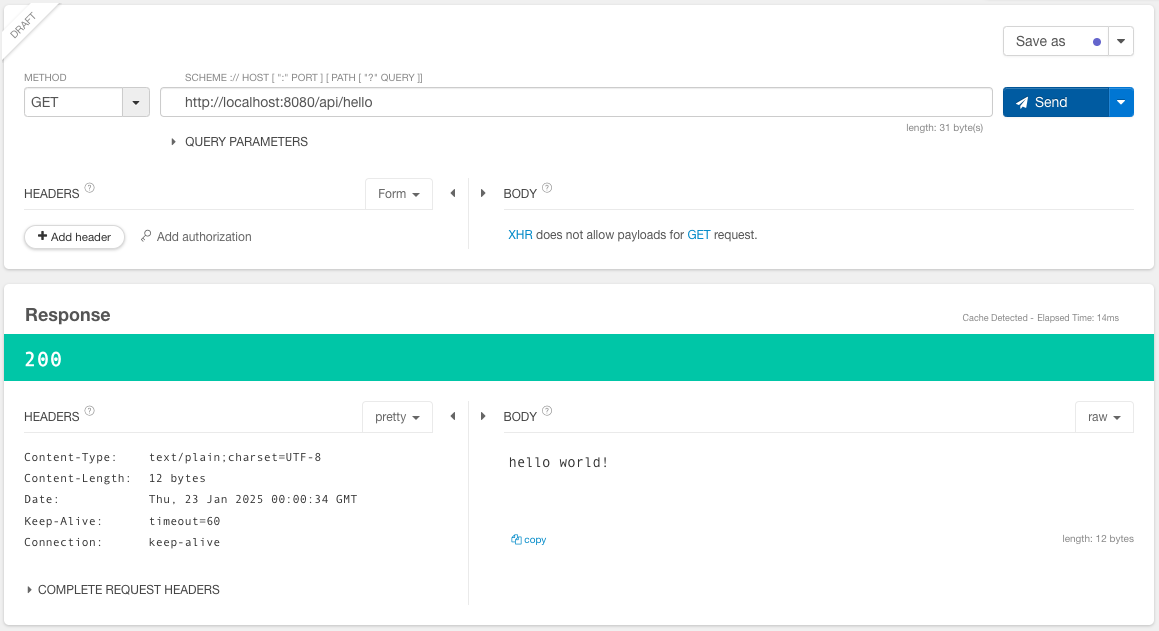 DRAFT
Save as
METHOD
SCHEME :// HOST [ ":" PORT ] [ PATH [ "?" QUERY ]]
GET
http://localhost:8080/api/hello
Send
length: 31 byte(s)
QUERY PARAMETERS
HEADERS ?
Form
BODY ?
+ Add header
Add authorization
XHR does not allow payloads for GET request.
Response
Cache Detected - Elapsed Time: 14ms
200
HEADERS ?
pretty
BODY ?
raw
Content-Type: text/plain;charset=UTF-8
Content-Length: 12 bytes
Date: Thu, 23 Jan 2025 00:00:34 GMT
Keep-Alive: timeout=60
Connection: keep-alive
hello world!
copy
length: 12 bytes
COMPLETE REQUEST HEADERS